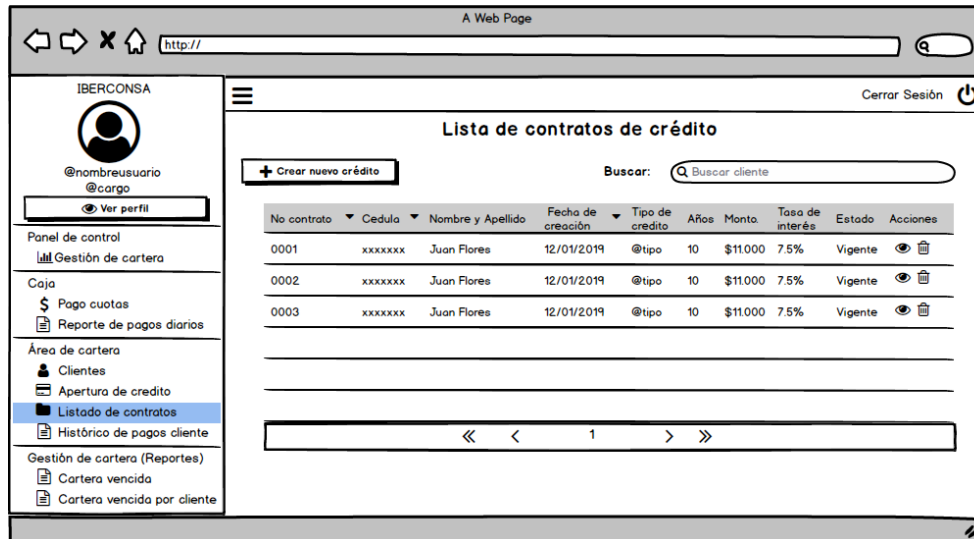 A Web Page
http://
IBERCONSA
@nombreusuario
@cargo
Ver perfil
Panel de control
Gestión de cartera
Caja
$ Pago cuotas
Reporte de pagos diarios
Área de cartera
Clientes
Apertura de credito
Listado de contratos
Histórico de pagos cliente
Gestión de cartera (Reportes)
Cartera vencida
Cartera vencida por cliente
Cerrar Sesión
Lista de contratos de crédito
Crear nuevo crédito
Buscar: Buscar cliente
No contrato Cedula Nombre y Apellido Fecha de creación Tipo de credito Años Monto. Tasa de interés Estado Acciones
0001 xxxxxxx Juan Flores 12/01/2019 @tipo 10 $11.000 7.5% Vigente
0002 xxxxxxx Juan Flores 12/01/2019 @tipo 10 $11.000 7.5% Vigente
0003 xxxxxxx Juan Flores 12/01/2019 @tipo 10 $11.000 7.5% Vigente
« < 1 > »